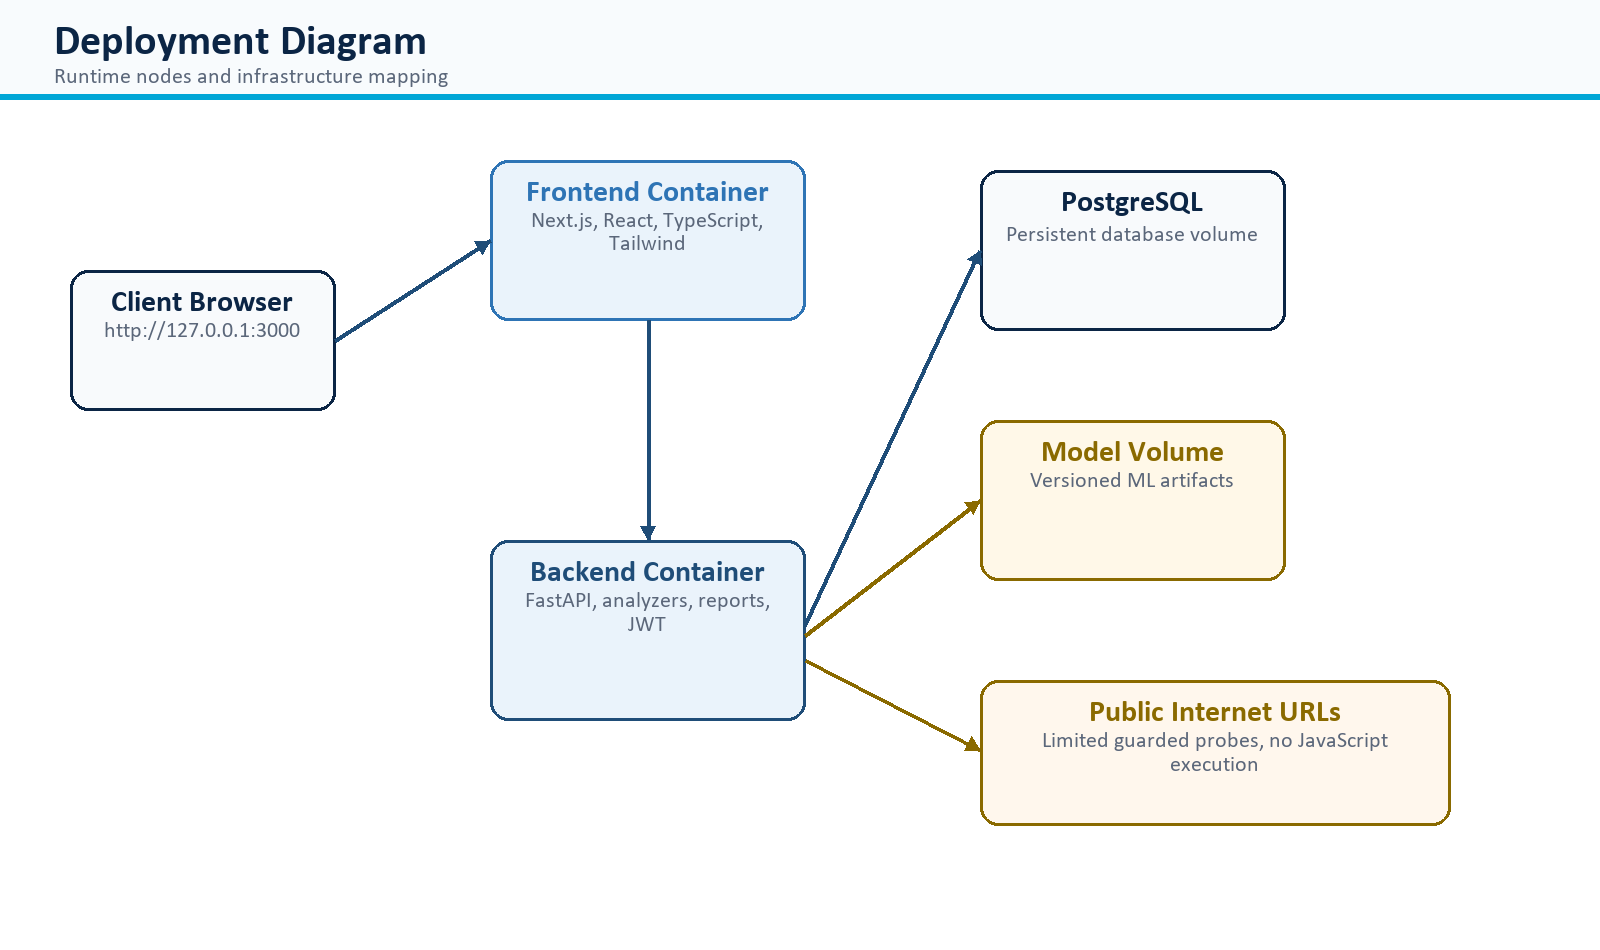 Deployment Diagram
Runtime nodes and infrastructure mapping
Client Browser
http://127.0.0.1:3000
Frontend Container
Next.js, React, TypeScript,
Tailwind
Backend Container
FastAPI, analyzers, reports,
JWT
PostgreSQL
Persistent database volume
Model Volume
Versioned ML artifacts
Public Internet URLs
Limited guarded probes, no JavaScript
execution